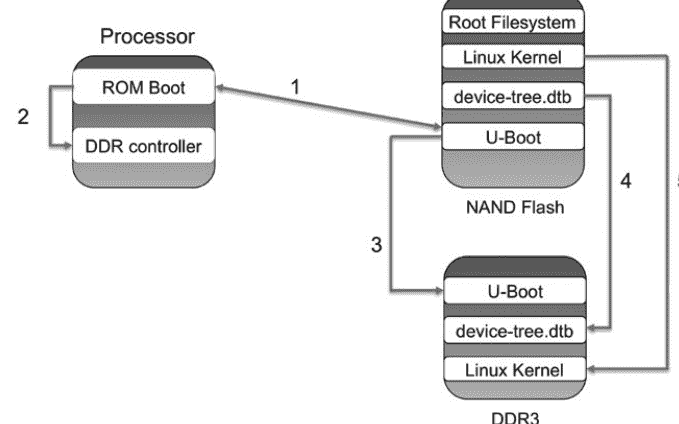 Root Filesystem
Processor
Linux Kernel
ROM Boot
1
device-tree.dtb
2
DDR controller
U-Boot
4
NAND Flash
3
U-Boot
device-tree.dtb
Linux Kernel
DDR3